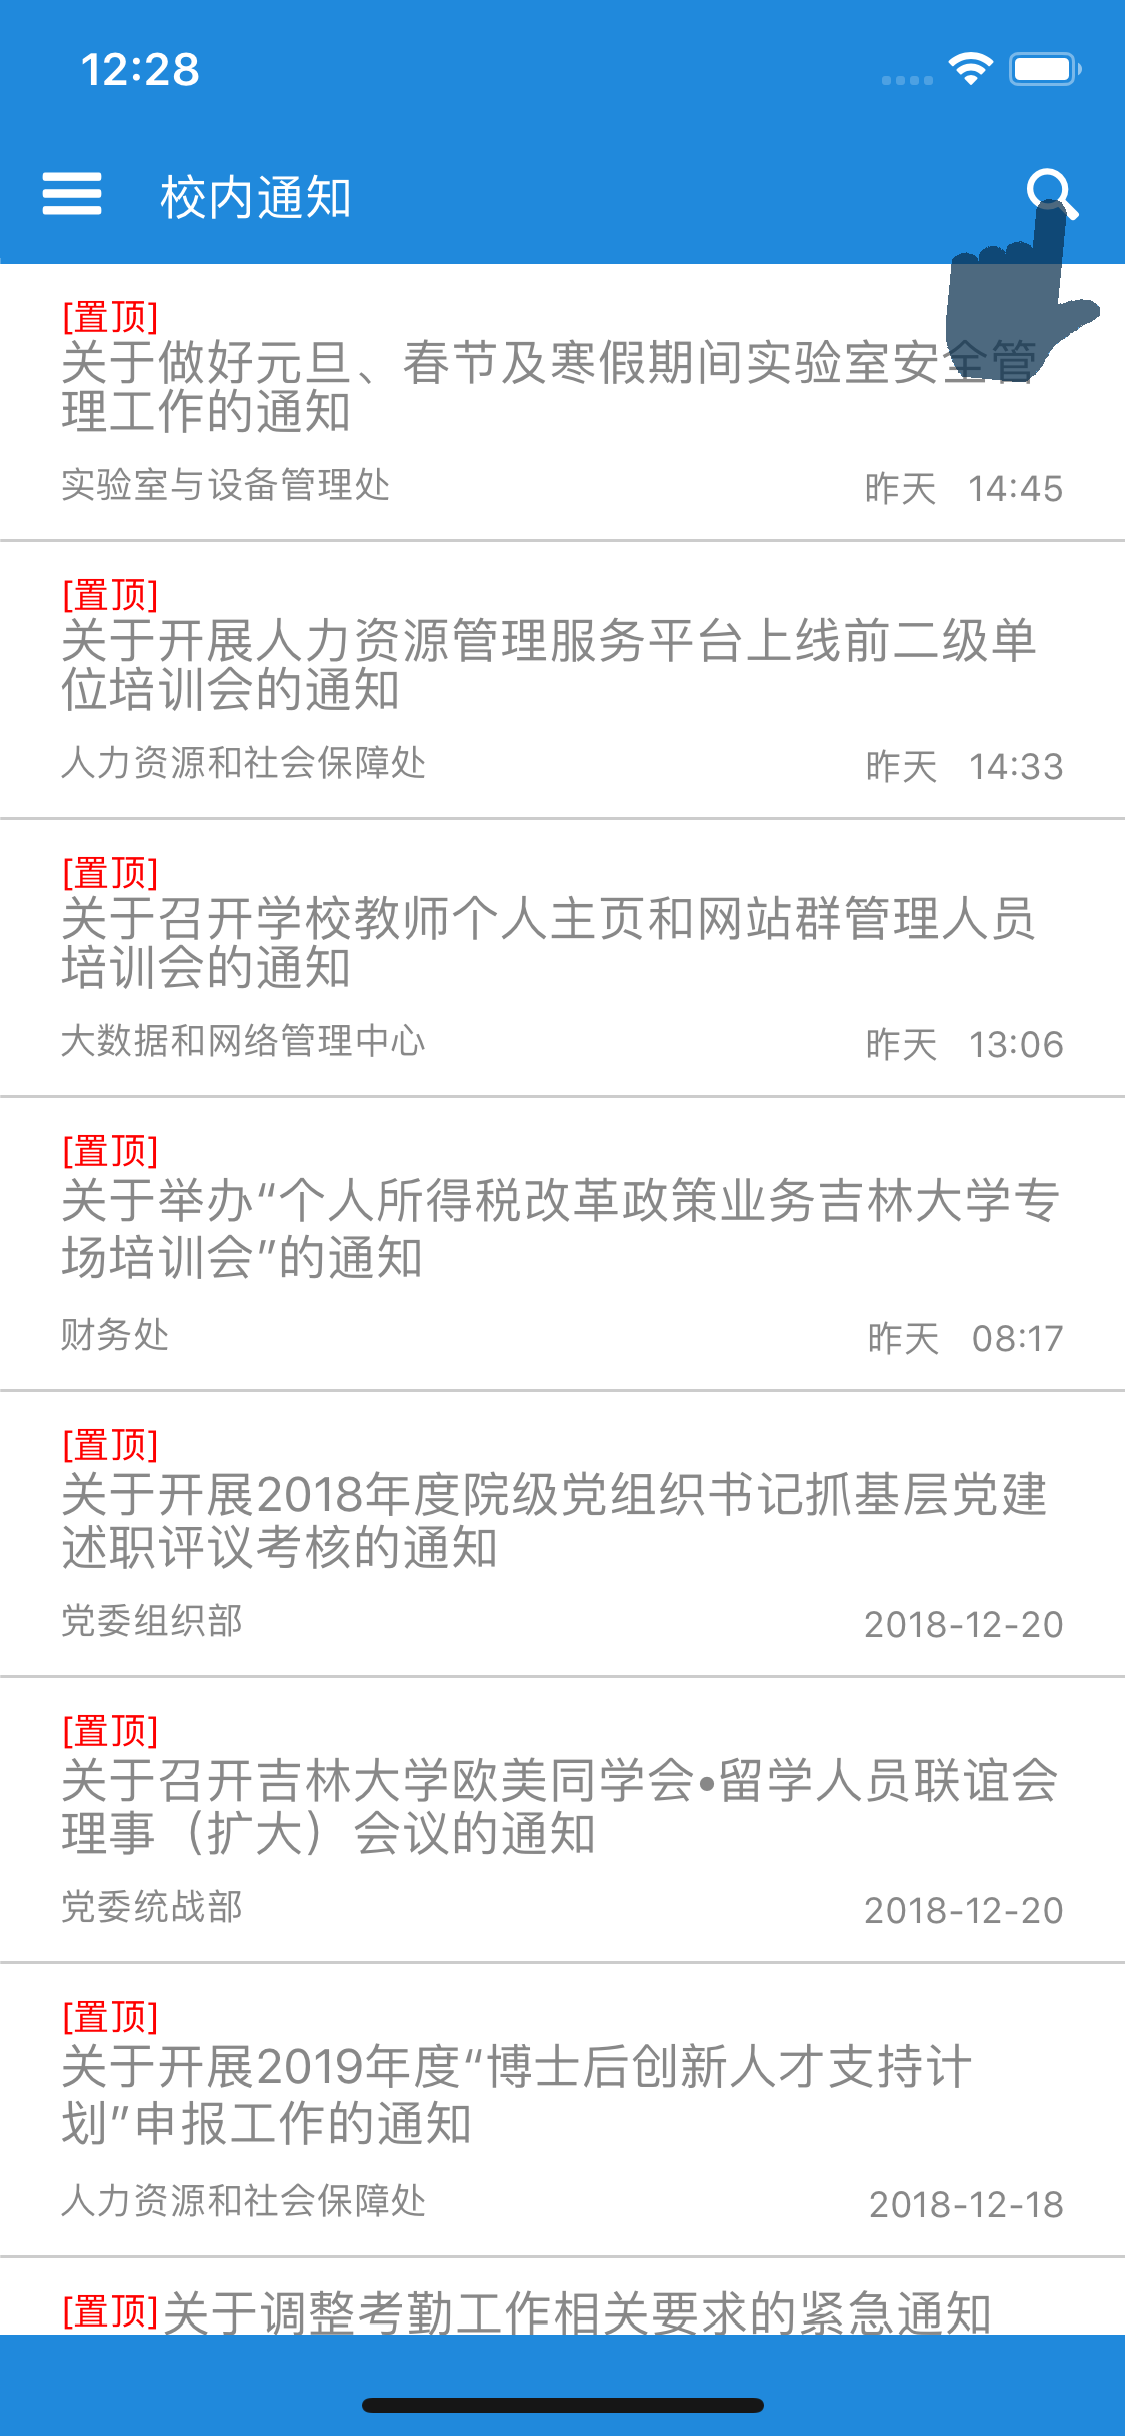 12:28
校内通知
[置顶]
关于做好元旦、春节及寒假期间实验室安全管
理工作的通知
实验室与设备管理处
昨天 14:45
[置顶]
关于开展人力资源管理服务平台上线前二级单
位培训会的通知
人力资源和社会保障处
昨天 14:33
[置顶]
关于召开学校教师个人主页和网站群管理人员
培训会的通知
大数据和网络管理中心
昨天 13:06
[置顶]
关于举办“个人所得税改革政策业务吉林大学专
场培训会”的通知
财务处
昨天 08:17
[置顶]
关于开展2018年度院级党组织书记抓基层党建
述职评议考核的通知
党委组织部
2018-12-20
[置顶]
关于召开吉林大学欧美同学会•留学人员联谊会
理事（扩大）会议的通知
党委统战部
2018-12-20
[置顶]
关于开展2019年度“博士后创新人才支持计
划”申报工作的通知
人力资源和社会保障处
2018-12-18
[置顶]关于调整考勤工作相关要求的紧急通知